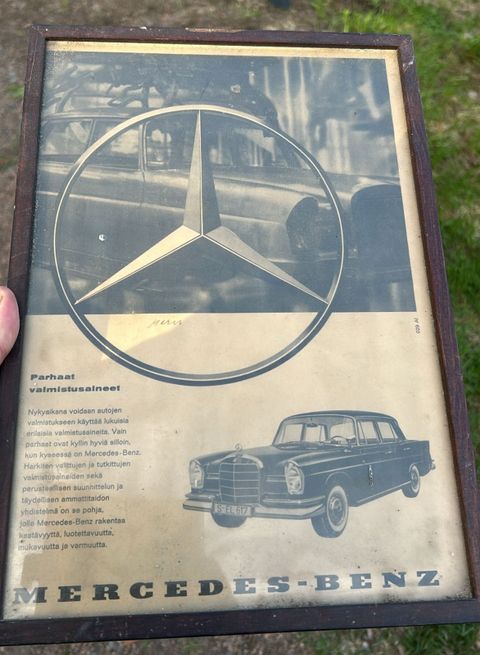 Parhaat
valmistusaineet
Nykyaikana voidaan autojen
valmistukseen käyttää lukuisia
erilaisia valmistusaineita. Vain
parhaat ovat kyllin hyviä silloin,
kun kyseessä on Mercedes-Benz.
Harkiten valittujen ja tutkittujen
valmistusaineiden sekä
perusteellisen suunnittelun ja
täydellisen ammattitaidon
yhdistelmä on se pohja,
jolle Mercedes-Benz rakentaa
kestävyyttä, luotettavuutta,
mukavuutta ja varmuutta.
S-EL 617
MERCEDES-BENZ